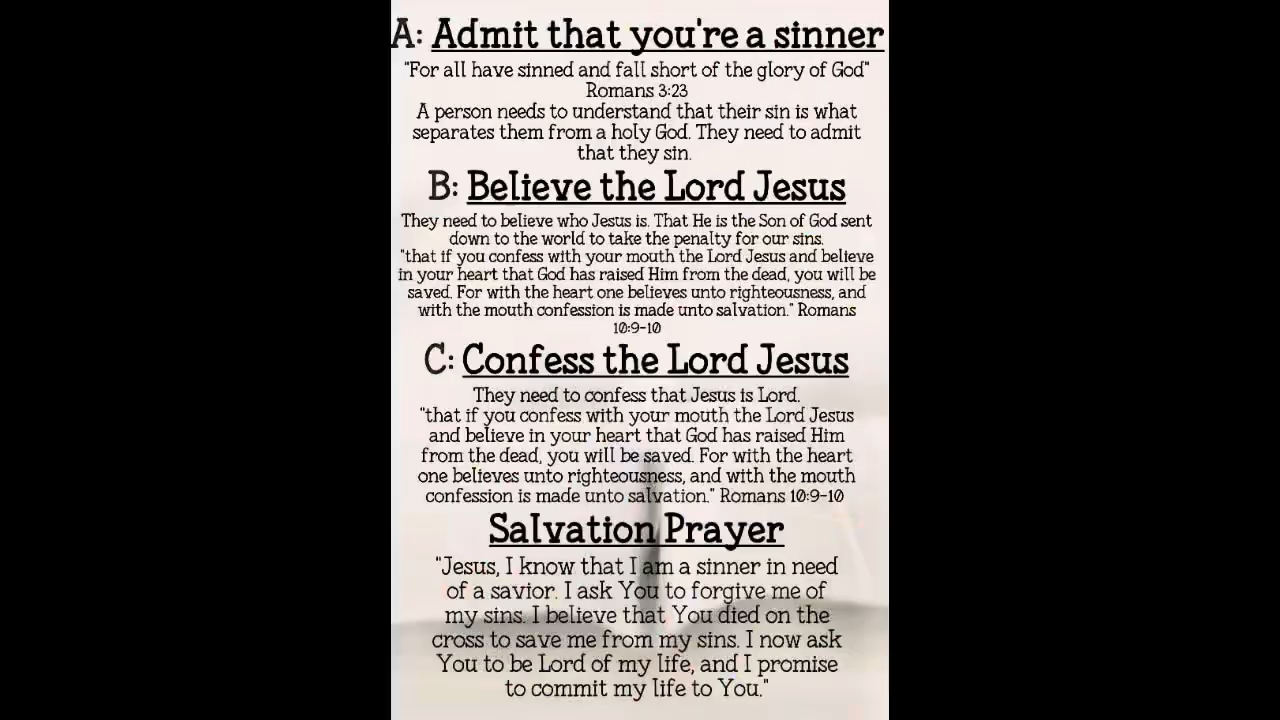 A: Admit that you're a sinner
"For all have sinned and fall short of the glory of God"
Romans 3:23
A person needs to understand that their sin is what
separates them from a holy God. They need to admit
that they sin.
B: Believe the Lord Jesus
They need to believe who Jesus is. That He is the Son of God sent
down to the world to take the penalty for our sins.
"that if you confess with your mouth the Lord Jesus and believe
in your heart that God has raised Him from the dead, you will be
saved. For with the heart one believes unto righteousness, and
with the mouth confession is made unto salvation." Romans
10:9-10
C: Confess the Lord Jesus
They need to confess that Jesus is Lord.
"that if you confess with your mouth the Lord Jesus
and believe in your heart that God has raised Him
from the dead, you will be saved. For with the heart
one believes unto righteousness, and with the mouth
confession is made unto salvation." Romans 10:9-10
Salvation Prayer
"Jesus, I know that I am a sinner in need
of a savior. I ask You to forgive me of
my sins. I believe that You died on the
cross to save me from my sins. I now ask
You to be Lord of my life, and I promise
to commit my life to You."